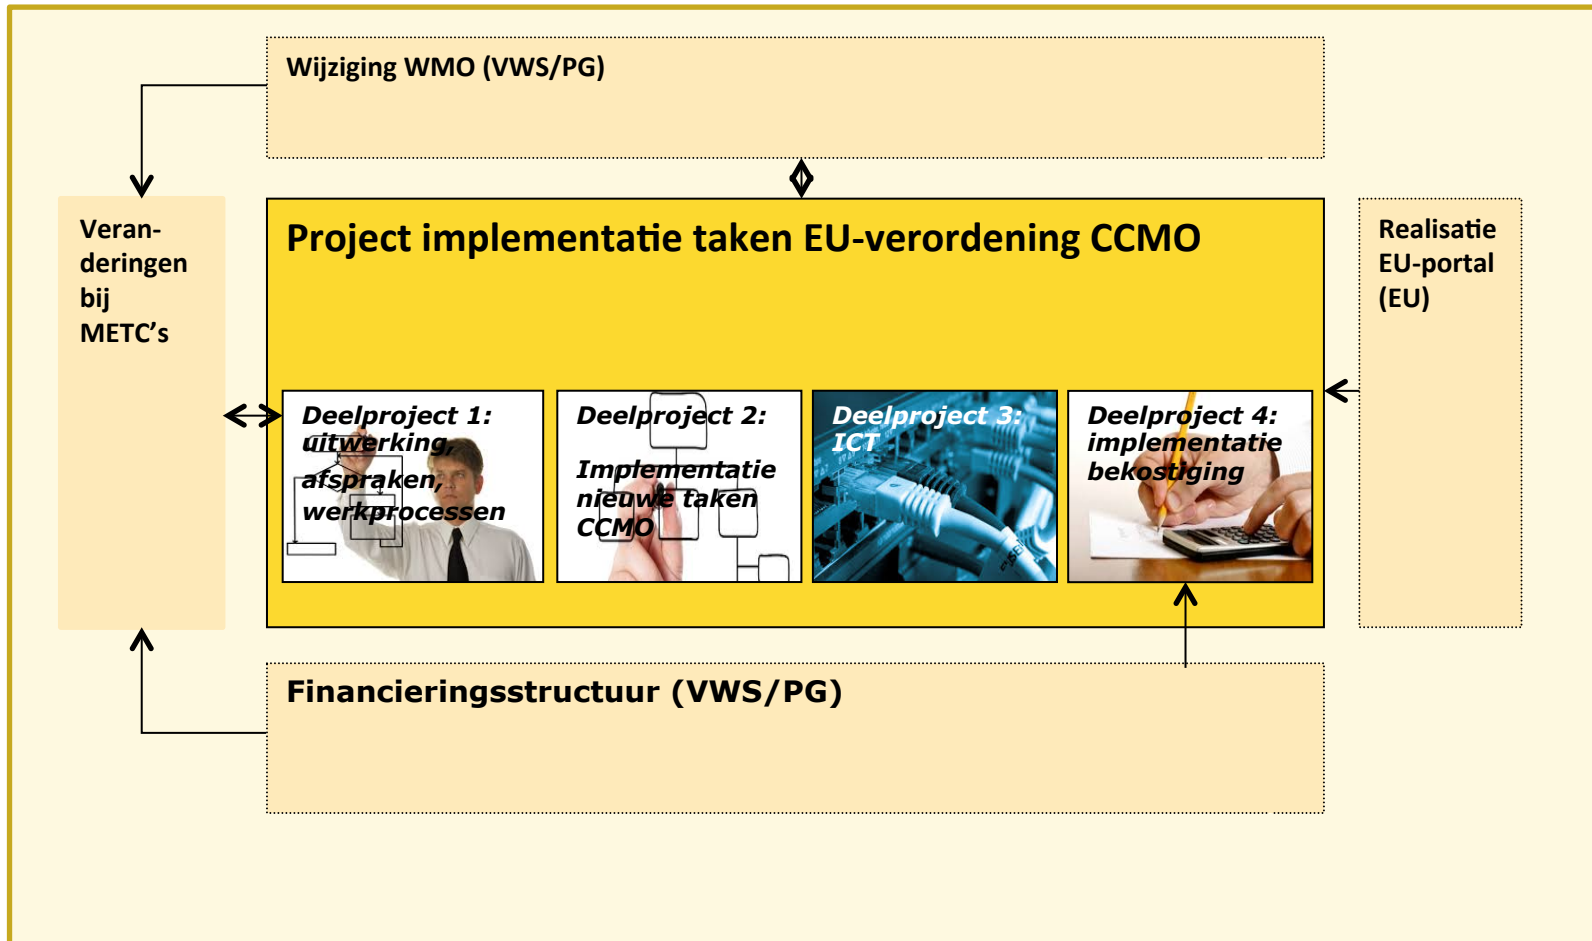 Wijziging WMO (VWS/PG)
Veran-
deringen
bij
METC’s
Project implementatie taken EU-verordening CCMO
Realisatie
EU-portal
(EU)
Deelproject 1:
uitwerking,
afspraken,
werkprocessen
Deelproject 2:
Implementatie
nieuwe taken
CCMO
Deelproject 3:
ICT
Deelproject 4:
implementatie
bekostiging
Financieringsstructuur (VWS/PG)